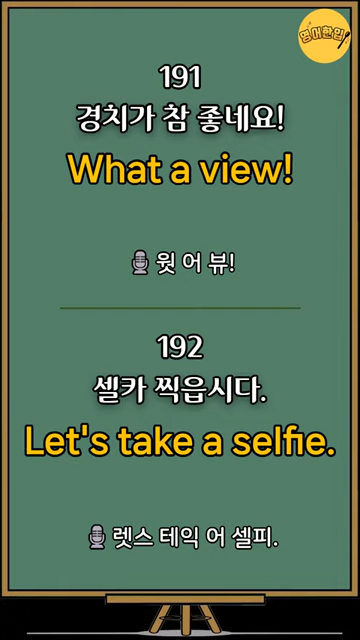 영어한입
191
경치가 참 좋네요!
What a view!
웟 어 뷰!
192
셀카 찍읍시다.
Let's take a selfie.
렛스 테익 어 셀피.